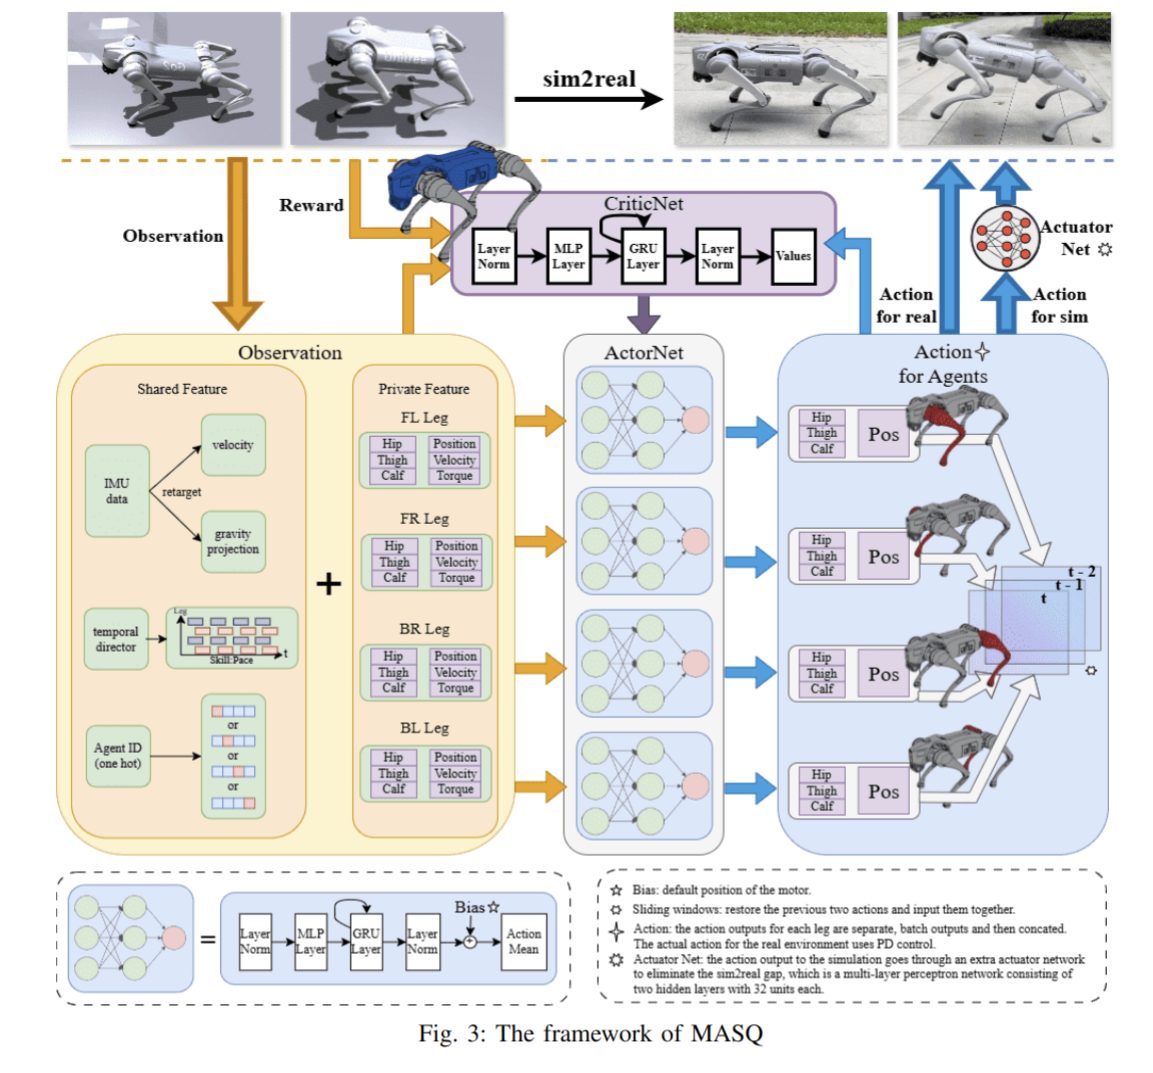 sim2real
Reward
Observation
CriticNet
Layer
Norm
MLP
Layer
GRU
Layer
Layer
Norm
Values
Actuator
Net
Action
for real
Action
for sim
Observation
Shared Feature
IMU
data
retarget
velocity
gravity
projection
temporal
director
Leg
t
Skill:Pace
Agent ID
(one hot)
or
or
or
+
Private Feature
FL Leg
Hip
Thigh
Calf
Position
Velocity
Torque
FR Leg
Hip
Thigh
Calf
Position
Velocity
Torque
BR Leg
Hip
Thigh
Calf
Position
Velocity
Torque
BL Leg
Hip
Thigh
Calf
Position
Velocity
Torque
ActorNet
Action
for Agents
Hip
Thigh
Calf
Pos
Hip
Thigh
Calf
Pos
Hip
Thigh
Calf
Pos
Hip
Thigh
Calf
Pos
t - 2
t - 1
t
=
Layer
Norm
MLP
Layer
GRU
Layer
Layer
Norm
Bias☆
+
Action
Mean
Bias: default position of the motor.
Sliding windows: restore the previous two actions and input them together.
Action: the action outputs for each leg are separate, batch outputs and then concated.
The actual action for the real environment uses PD control.
Actuator Net: the action output to the simulation goes through an extra actuator network
to eliminate the sim2real gap, which is a multi-layer perceptron network consisting of
two hidden layers with 32 units each.
Fig. 3: The framework of MASQ